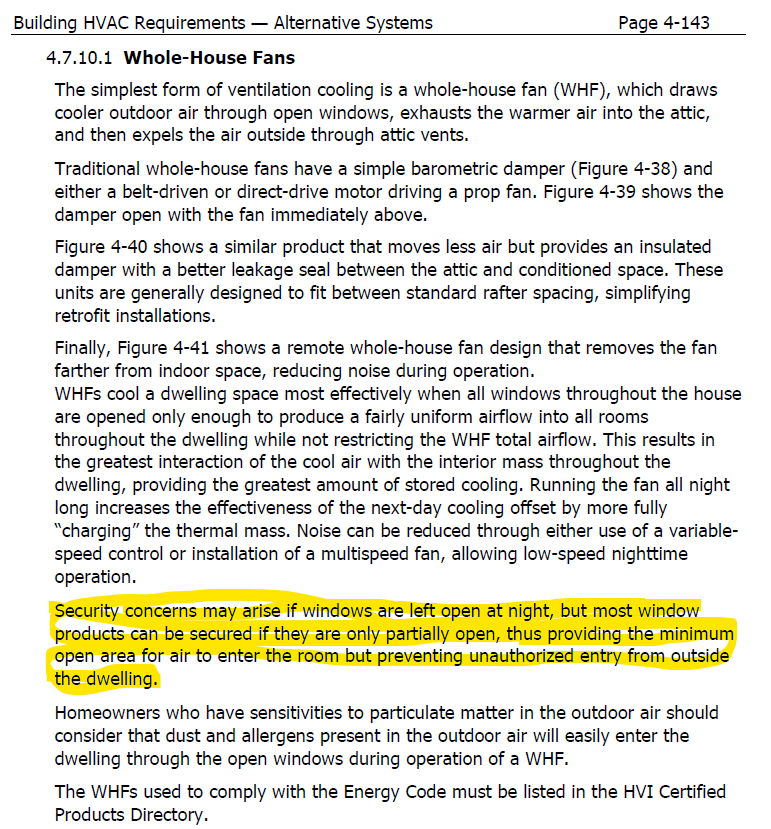 Building HVAC Requirements — Alternative Systems Page 4-143
4.7.10.1 Whole-House Fans
The simplest form of ventilation cooling is a whole-house fan (WHF), which draws
cooler outdoor air through open windows, exhausts the warmer air into the attic,
and then expels the air outside through attic vents.
Traditional whole-house fans have a simple barometric damper (Figure 4-38) and
either a belt-driven or direct-drive motor driving a prop fan. Figure 4-39 shows the
damper open with the fan immediately above.
Figure 4-40 shows a similar product that moves less air but provides an insulated
damper with a better leakage seal between the attic and conditioned space. These
units are generally designed to fit between standard rafter spacing, simplifying
retrofit installations.
Finally, Figure 4-41 shows a remote whole-house fan design that removes the fan
farther from indoor space, reducing noise during operation.
WHFs cool a dwelling space most effectively when all windows throughout the house
are opened only enough to produce a fairly uniform airflow into all rooms
throughout the dwelling while not restricting the WHF total airflow. This results in
the greatest interaction of the cool air with the interior mass throughout the
dwelling, providing the greatest amount of stored cooling. Running the fan all night
long increases the effectiveness of the next-day cooling offset by more fully
“charging” the thermal mass. Noise can be reduced through either use of a variable-
speed control or installation of a multispeed fan, allowing low-speed nighttime
operation.
Security concerns may arise if windows are left open at night, but most window
products can be secured if they are only partially open, thus providing the minimum
open area for air to enter the room but preventing unauthorized entry from outside
the dwelling.
Homeowners who have sensitivities to particulate matter in the outdoor air should
consider that dust and allergens present in the outdoor air will easily enter the
dwelling through the open windows during operation of a WHF.
The WHFs used to comply with the Energy Code must be listed in the HVI Certified
Products Directory.